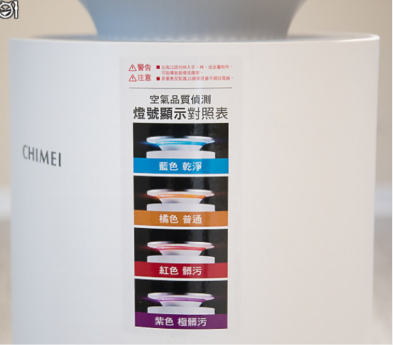 警告
注意
空氣品質偵測
燈號顯示對照表
CHIMEI
藍色 乾淨
橘色 普通
紅色 髒污
紫色 極髒污